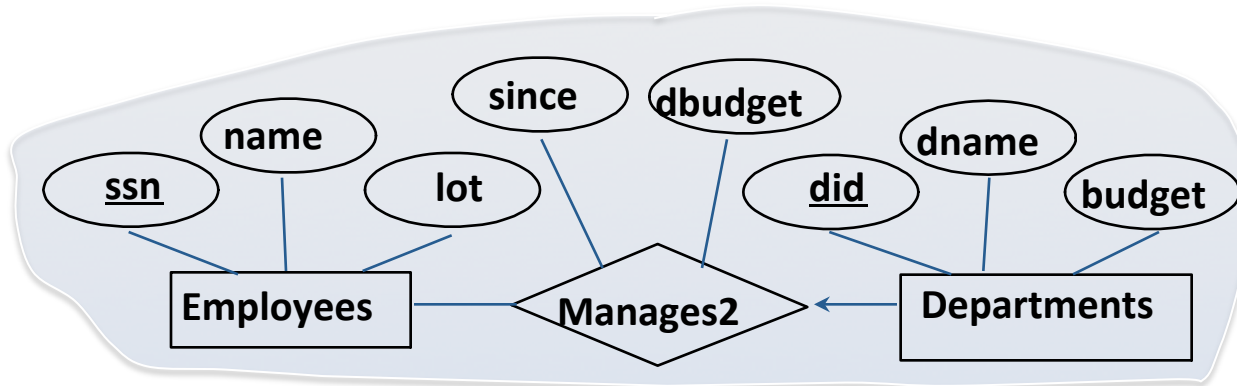 since
dbudget
name
dname
ssn
lot
did
budget
Employees
Manages2
Departments